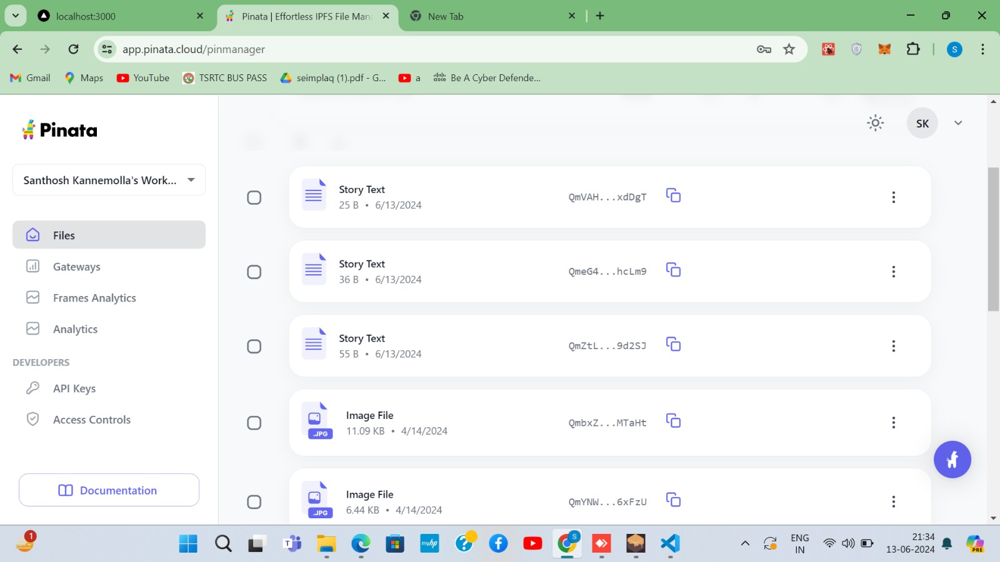 localhost:3000
Pinata | Effortless IPFS File Mana
New Tab
app.pinata.cloud/pinmanager
S
Gmail
Maps
YouTube
TSRTC BUS PASS
seimplaq (1).pdf - G...
a
Be A Cyber Defende...
Pinata
SK
Santhosh Kannemolla's Work...
Files
Gateways
Frames Analytics
Analytics
DEVELOPERS
API Keys
Access Controls
Documentation
Story Text
25 B • 6/13/2024
QmVAH...xdDgT
Story Text
36 B • 6/13/2024
QmeG4...hcLm9
Story Text
55 B • 6/13/2024
QmZtL...9d2SJ
Image File
11.09 KB • 4/14/2024
.JPG
QmbxZ...MTaHt
Image File
6.44 KB • 4/14/2024
.JPG
QmYNW...6xFzU
1
T
myhp
?
S
ENG
IN
21:34
13-06-2024
PRE